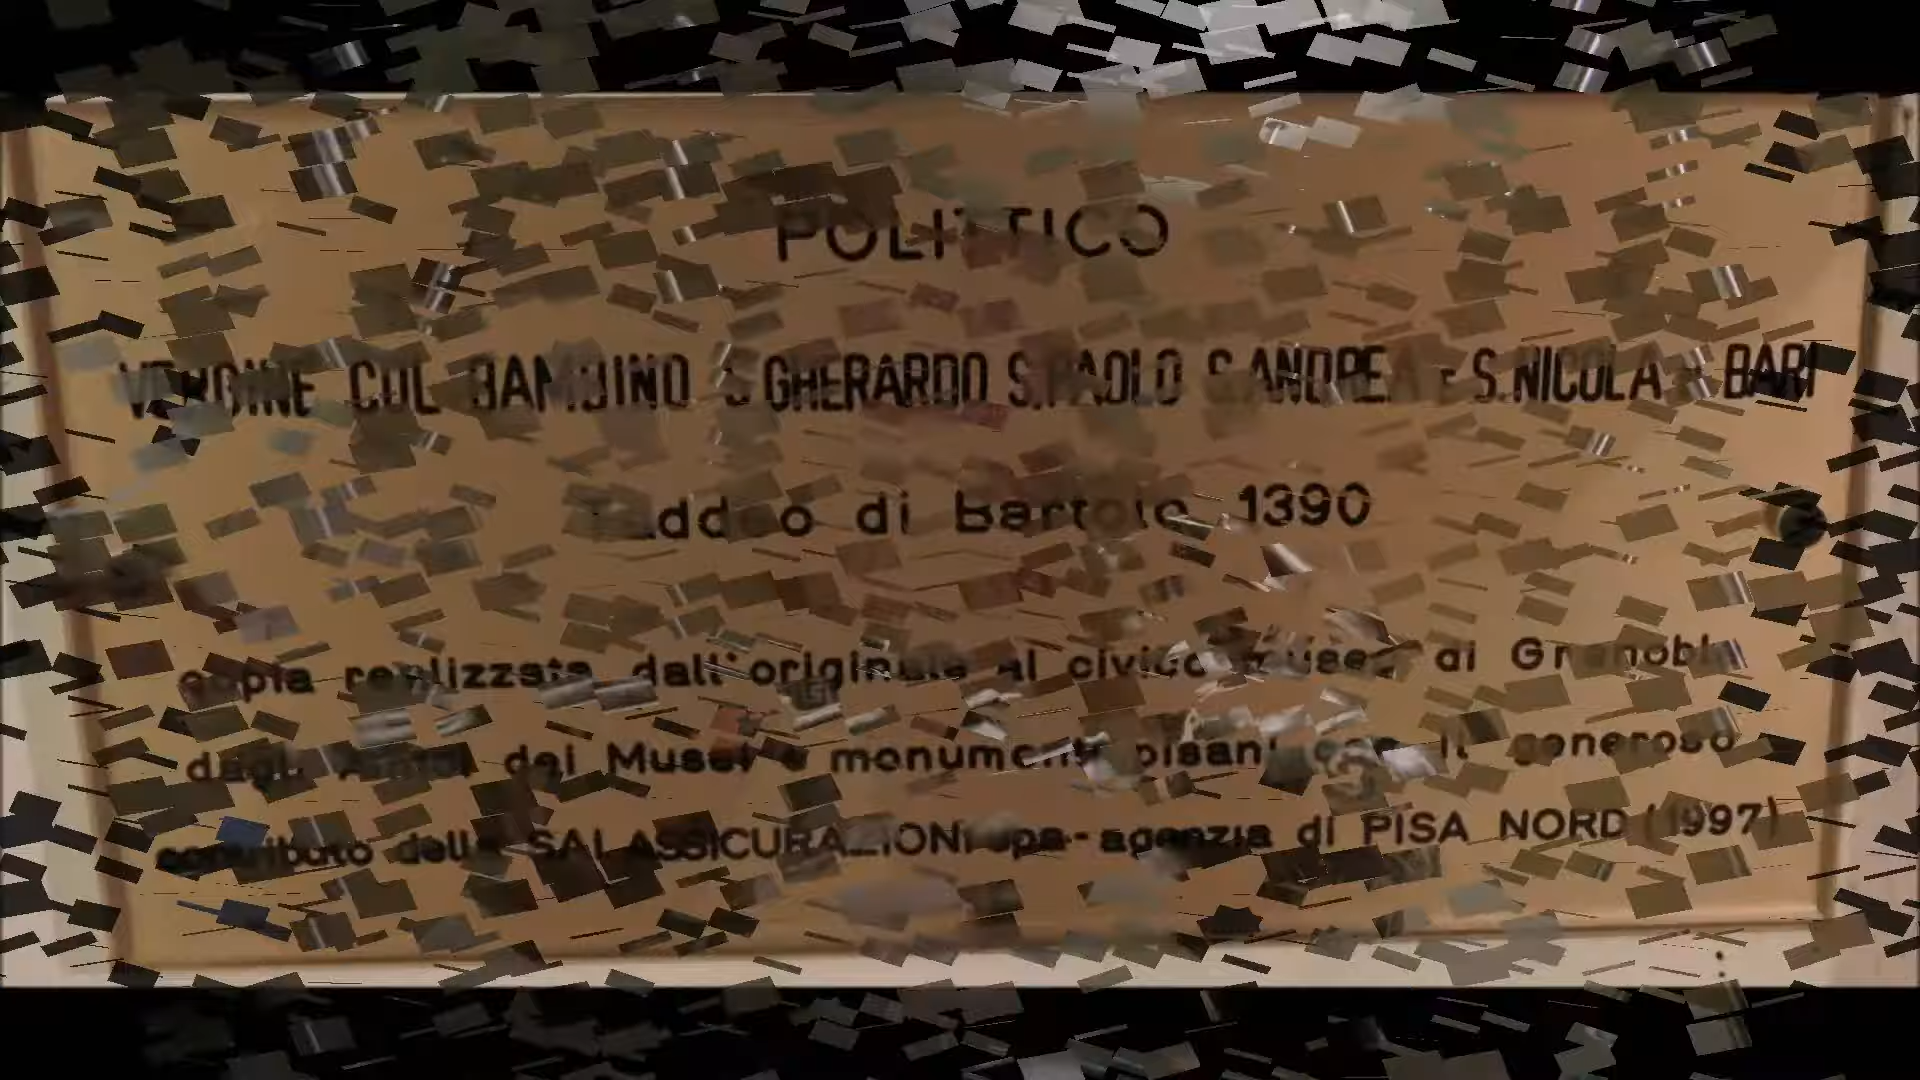 POLITTICO
VERGINE COL BAMBINO S GHERARDO S.PAOLO S.ANDREA E S.NICOLA BARI
Taddeo di Bartolo 1390
copia realizzata dall'originale al civico museo di Grenoble
dagli Amici dei Musei e monumenti pisani con il generoso
contributo della SAI ASSICURAZIONI spa-agenzia di PISA NORD (1997)